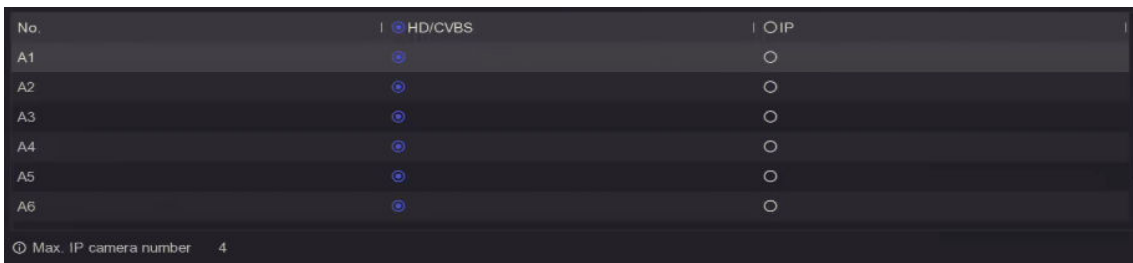 No. HD/CVBS IP
A1
A2
A3
A4
A5
A6
Max. IP camera number 4